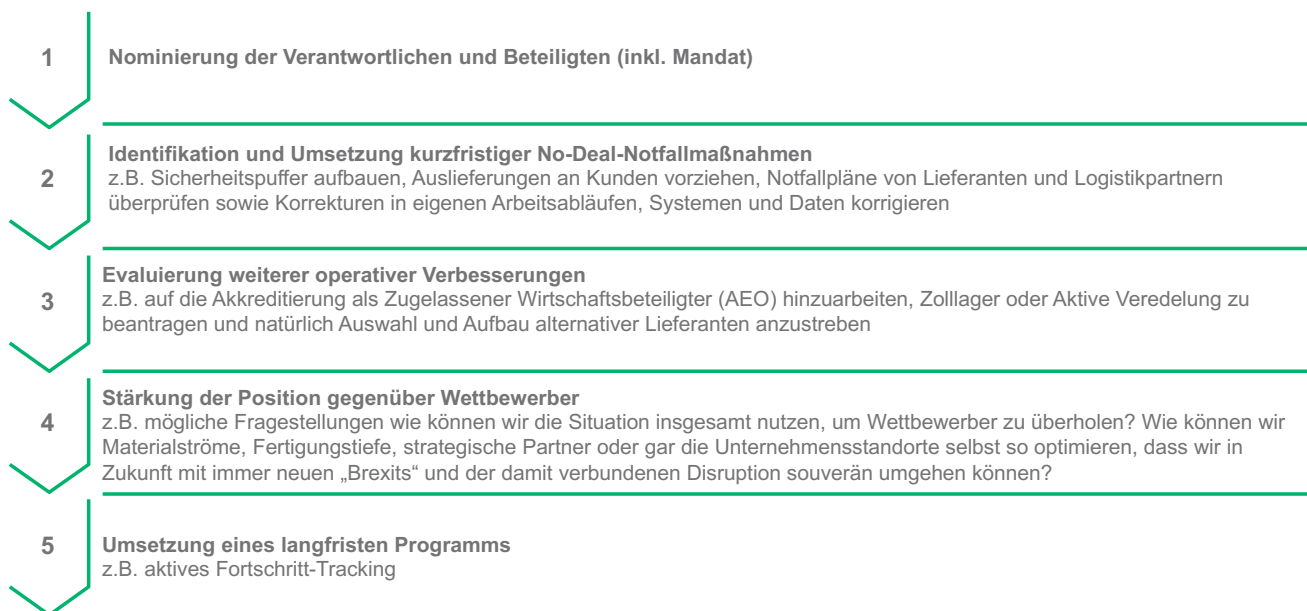 1
Nominierung der Verantwortlichen und Beteiligten (inkl. Mandat)
2
Identifikation und Umsetzung kurzfristiger No-Deal-Notfallmaßnahmen
z.B. Sicherheitspuffer aufbauen, Auslieferungen an Kunden vorziehen, Notfallpläne von Lieferanten und Logistikpartnern
überprüfen sowie Korrekturen in eigenen Arbeitsabläufen, Systemen und Daten korrigieren
3
Evaluierung weiterer operativer Verbesserungen
z.B. auf die Akkreditierung als Zugelassener Wirtschaftsbeteiligter (AEO) hinzuarbeiten, Zolllager oder Aktive Veredelung zu
beantragen und natürlich Auswahl und Aufbau alternativer Lieferanten anzustreben
4
Stärkung der Position gegenüber Wettbewerber
z.B. mögliche Fragestellungen wie können wir die Situation insgesamt nutzen, um Wettbewerber zu überholen? Wie können wir
Materialströme, Fertigungstiefe, strategische Partner oder gar die Unternehmensstandorte selbst so optimieren, dass wir in
Zukunft mit immer neuen „Brexits“ und der damit verbundenen Disruption souverän umgehen können?
5
Umsetzung eines langfristen Programms
z.B. aktives Fortschritt-Tracking